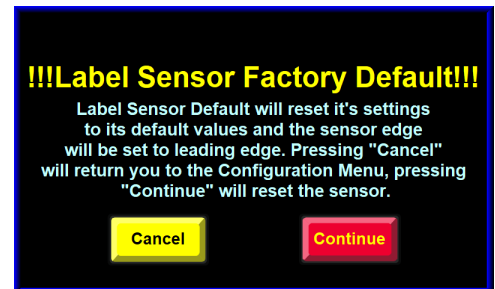 !!!Label Sensor Factory Default!!!
Label Sensor Default will reset it's settings
to its default values and the sensor edge
will be set to leading edge. Pressing "Cancel"
will return you to the Configuration Menu, pressing
"Continue" will reset the sensor.
Cancel Continue